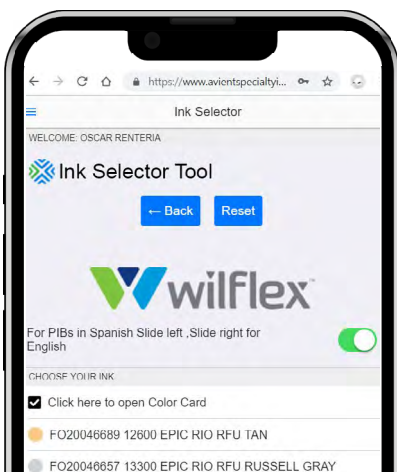 https://www.avientspecialtyi...
Ink Selector
WELCOME: OSCAR RENTERIA
Ink Selector Tool
← Back Reset
wilflex™
For PIBs in Spanish Slide left ,Slide right for
English
CHOOSE YOUR INK
Click here to open Color Card
FO20046689 12600 EPIC RIO RFU TAN
FO20046657 13300 EPIC RIO RFU RUSSELL GRAY